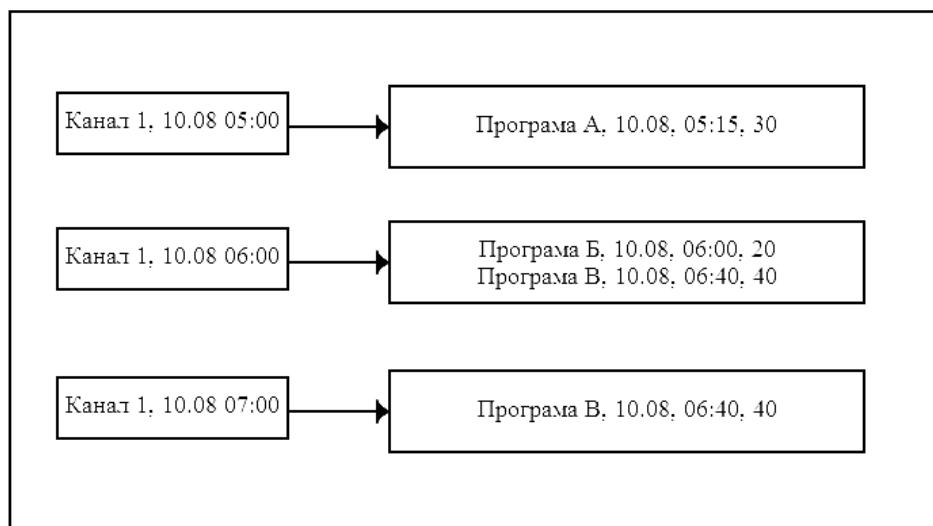 Канал 1, 10.08 05:00
Програма А, 10.08, 05:15, 30
Канал 1, 10.08 06:00
Програма Б, 10.08, 06:00, 20
Програма В, 10.08, 06:40, 40
Канал 1, 10.08 07:00
Програма В, 10.08, 06:40, 40